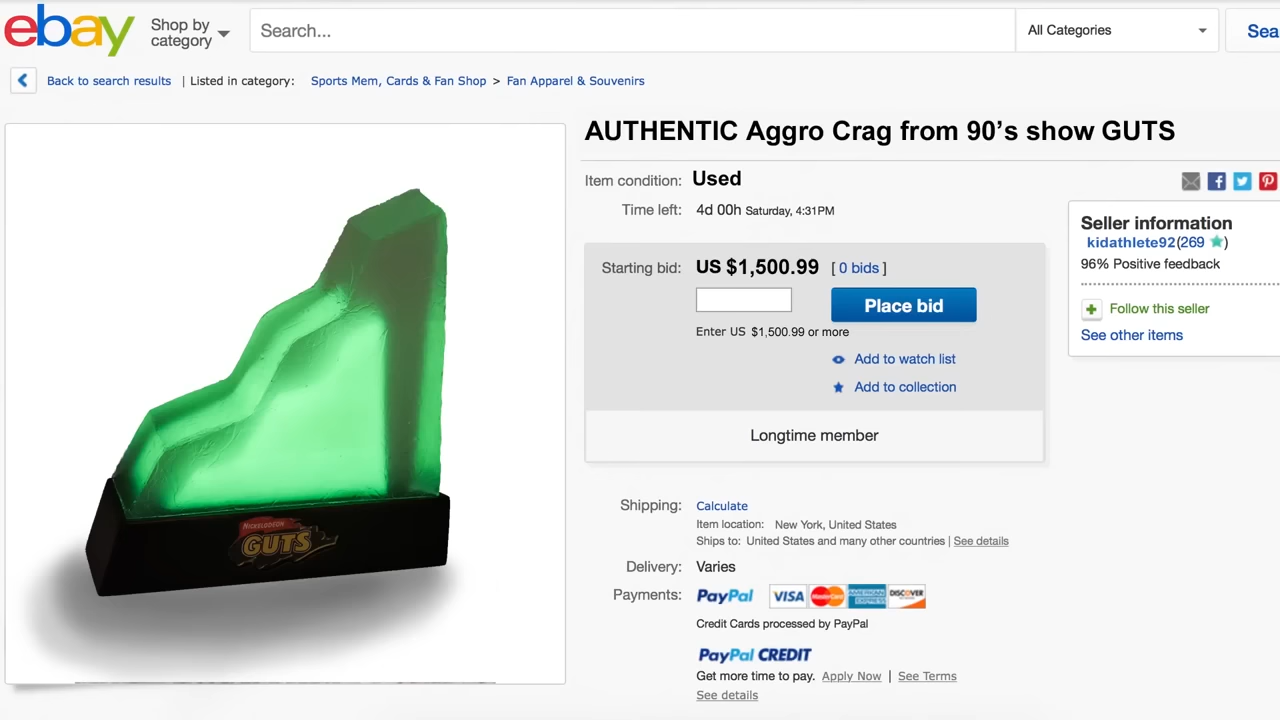 ebay
Shop by
category
Search...
All Categories
Sea
Back to search results | Listed in category: Sports Mem, Cards & Fan Shop > Fan Apparel & Souvenirs
AUTHENTIC Aggro Crag from 90’s show GUTS
Item condition: Used
Time left: 4d 00h Saturday, 4:31PM
Starting bid: US $1,500.99 [ 0 bids ]
Place bid
Enter US $1,500.99 or more
Add to watch list
Add to collection
Longtime member
Seller information
kidathlete92(269 )
96% Positive feedback
Follow this seller
See other items
NICKELODEON
GUTS
Shipping: Calculate
Item location: New York, United States
Ships to: United States and many other countries | See details
Delivery: Varies
Payments: PayPal VISA MasterCard AMERICAN EXPRESS DISCOVER
Credit Cards processed by PayPal
PayPal CREDIT
Get more time to pay. Apply Now | See Terms
See details